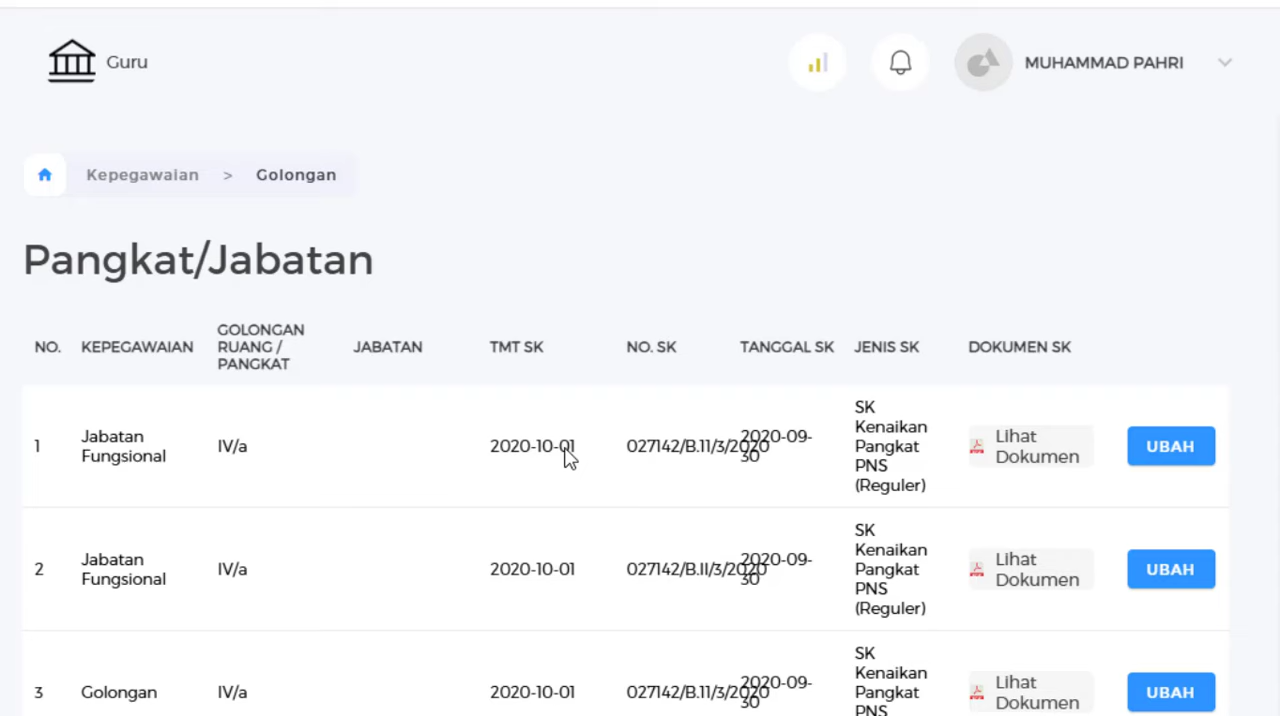 Guru
MUHAMMAD PAHRI
Kepegawaian > Golongan
Pangkat/Jabatan
NO.
KEPEGAWAIAN
GOLONGAN
RUANG /
PANGKAT
JABATAN
TMT SK
NO. SK
TANGGAL SK
JENIS SK
DOKUMEN SK
1
Jabatan
Fungsional
IV/a
2020-10-01
027142/B.11/3/2020
2020-09-
30
SK
Kenaikan
Pangkat
PNS
(Reguler)
Lihat
Dokumen
UBAH
2
Jabatan
Fungsional
IV/a
2020-10-01
027142/B.II/3/2020
2020-09-
30
SK
Kenaikan
Pangkat
PNS
(Reguler)
Lihat
Dokumen
UBAH
3
Golongan
IV/a
2020-10-01
027142/B.11/3/2020
2020-09-
30
SK
Kenaikan
Pangkat
PNS
Lihat
Dokumen
UBAH